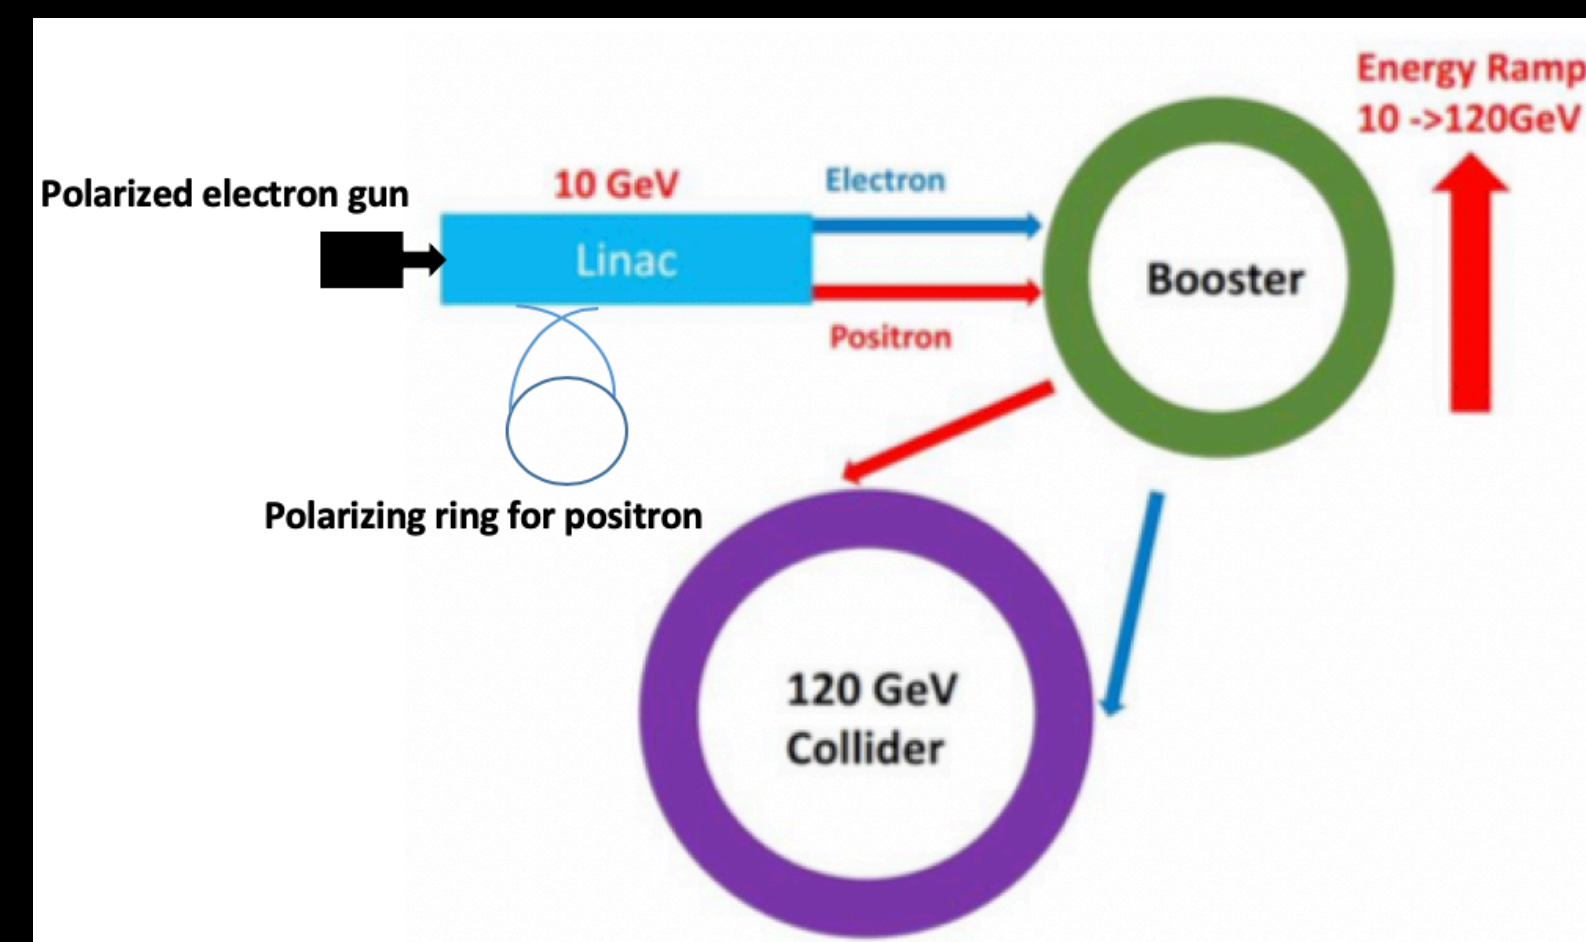 Energy Ramp
10 ->120GeV
Polarized electron gun
10 GeV
Electron
Linac
Booster
Positron
Polarizing ring for positron
120 GeV
Collider